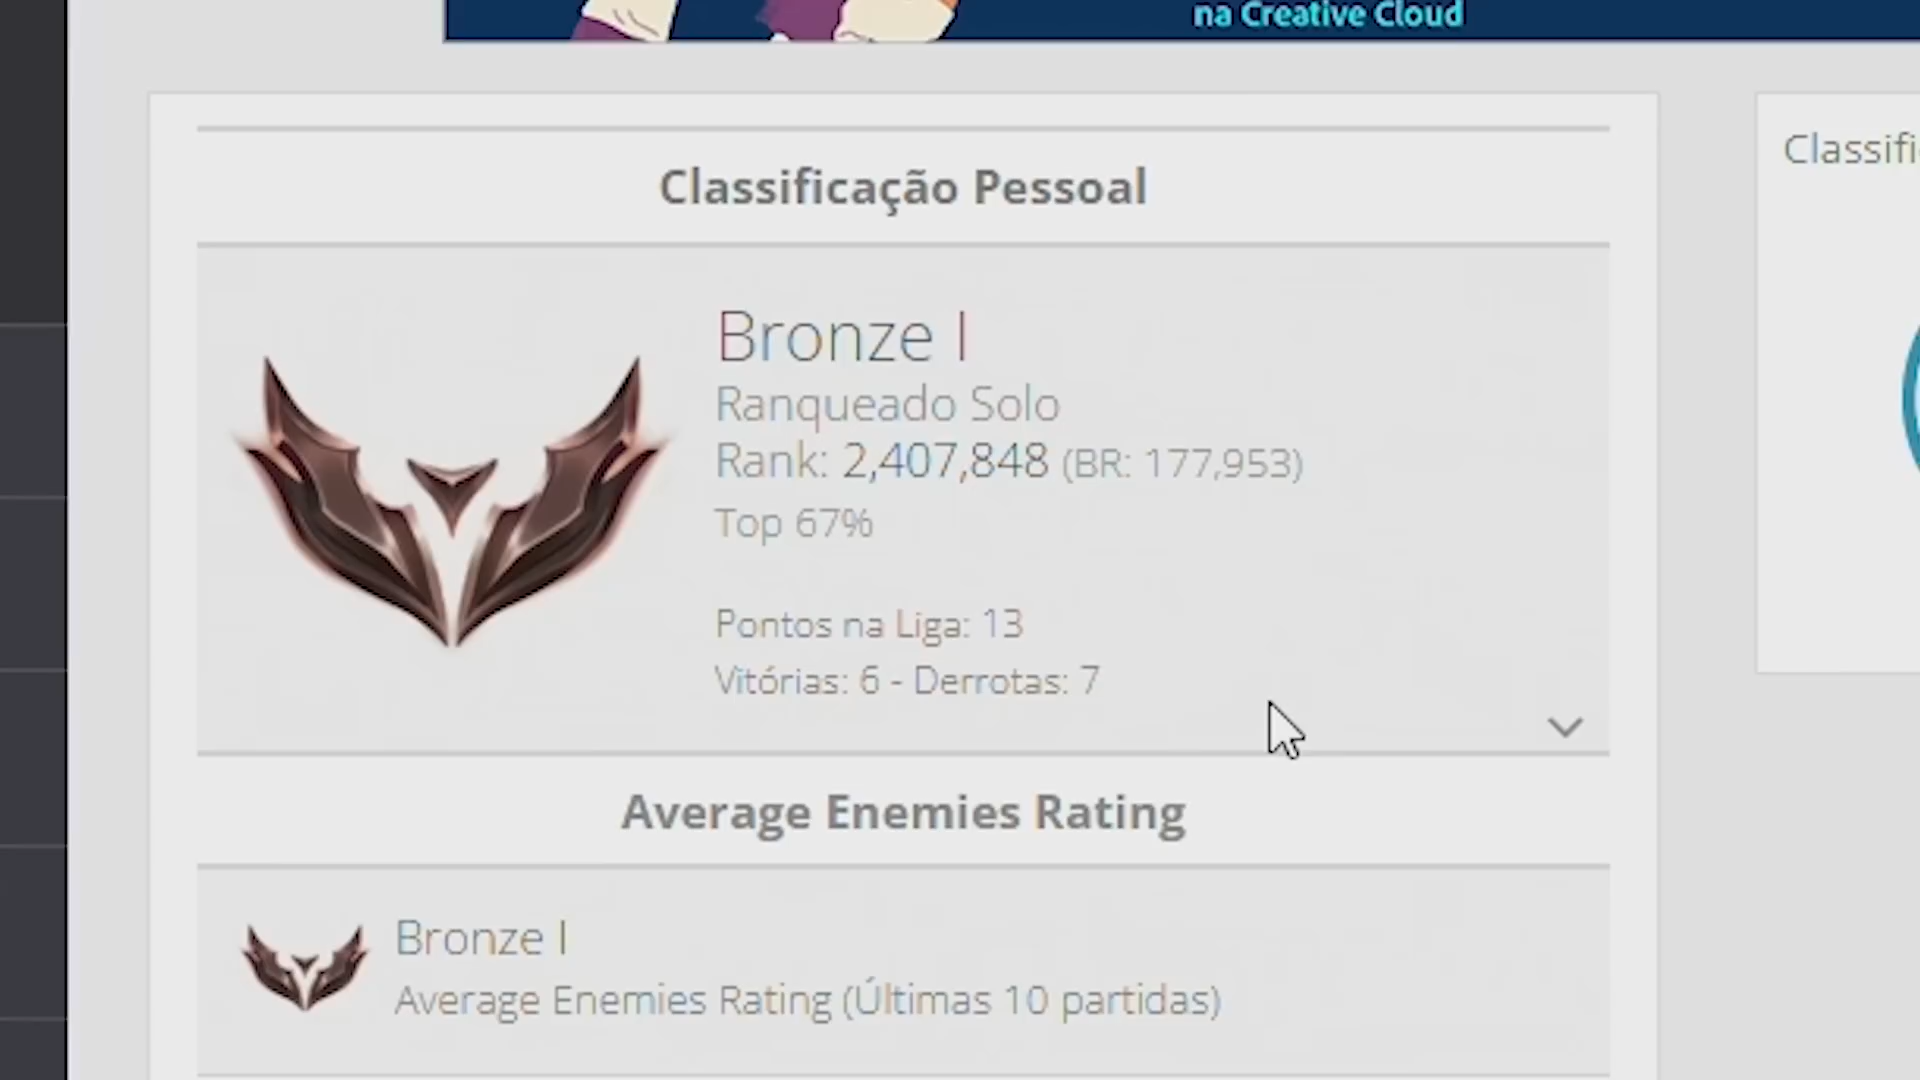 na Creative Cloud
Classificação Pessoal
Bronze I
Ranqueado Solo
Rank: 2,407,848 (BR: 177,953)
Top 67%
Pontos na Liga: 13
Vitórias: 6 - Derrotas: 7
Average Enemies Rating
Bronze I
Average Enemies Rating (Últimas 10 partidas)
Classifi